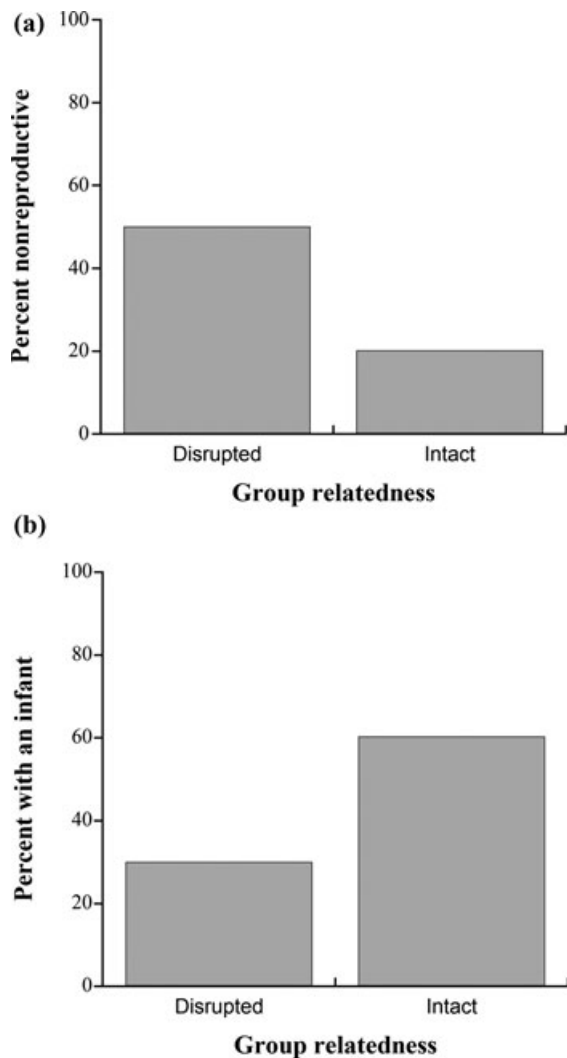 (a)
Percent nonreproductive
100
80
60
40
20
0
Disrupted Intact
Group relatedness
(b)
Percent with an infant
100
80
60
40
20
0
Disrupted Intact
Group relatedness